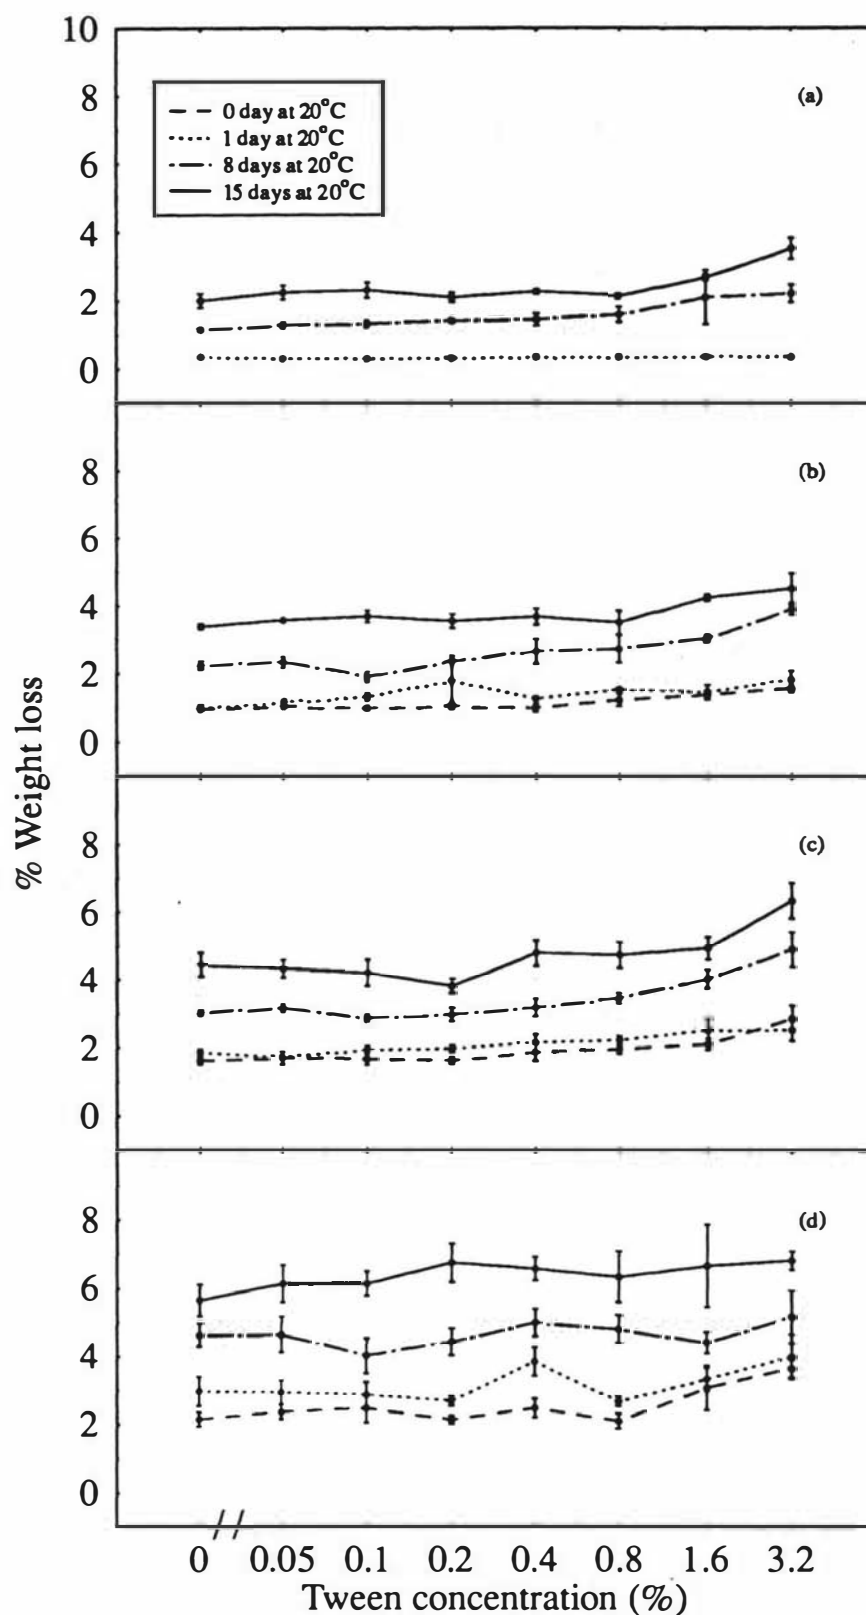 10
8
6
4
2
0
(a)
0 day at 20°C
1 day at 20°C
8 days at 20°C
15 days at 20°C
8
6
4
2
0
(b)
% Weight loss
8
6
4
2
0
(c)
8
6
4
2
0
(d)
0 0.05 0.1 0.2 0.4 0.8 1.6 3.2
Tween concentration (%)